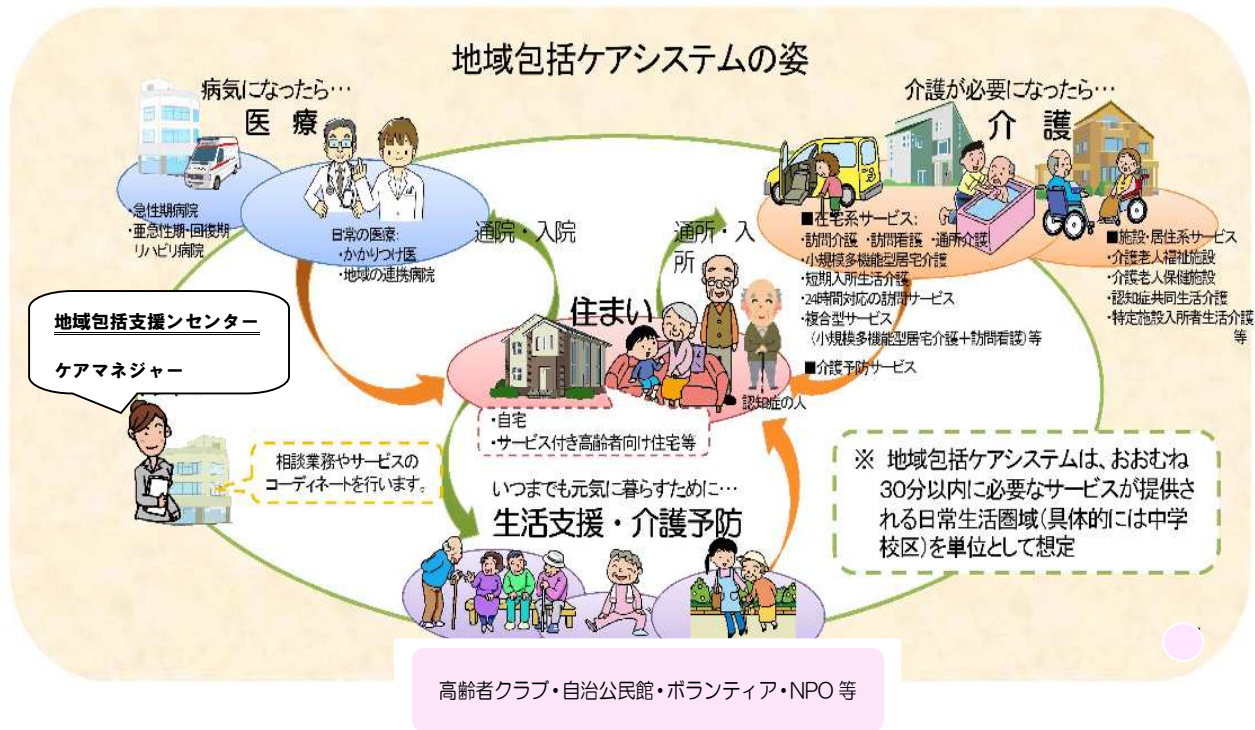 地域包括ケアシステムの姿
病気になったら…
医 療
介護が必要になったら…
介 護
・急性期病院
・亜急性期・回復期
リハビリ病院
日常の医療:
・かかりつけ医
・地域の連携病院
通院・入院
通所・入
所
■在宅系サービス:
・訪問介護 ・訪問看護 ・通所介護
・小規模多機能型居宅介護
・短期入所生活介護
・24時間対応の訪問サービス
・複合型サービス
(小規模多機能型居宅介護+訪問看護)等
■介護予防サービス
■施設・居住系サービス
・介護老人福祉施設
・介護老人保健施設
・認知症共同生活介護
・特定施設入所者生活介護
等
地域包括支援ンセンター
ケアマネジャー
住まい
認知症の人
・自宅
・サービス付き高齢者向け住宅等
相談業務やサービスの
コーディネートを行います。
いつまでも元気に暮らすために…
生活支援・介護予防
※ 地域包括ケアシステムは、おおむね
30分以内に必要なサービスが提供さ
れる日常生活圏域(具体的には中学
校区)を単位として想定
高齢者クラブ・自治公民館・ボランティア・NPO 等